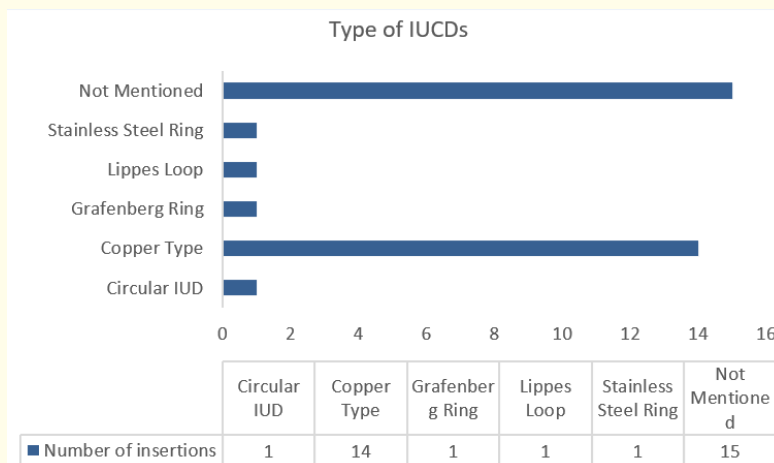 Type of IUCDs
Not Mentioned
Stainless Steel Ring
Lippes Loop
Grafenberg Ring
Copper Type
Circular IUD
0 2 4 6 8 10 12 14 16
Circular IUD
Copper Type
Grafenberg Ring
Lippes Loop
Stainless Steel Ring
Not Mentioned
Number of insertions 1 14 1 1 1 15